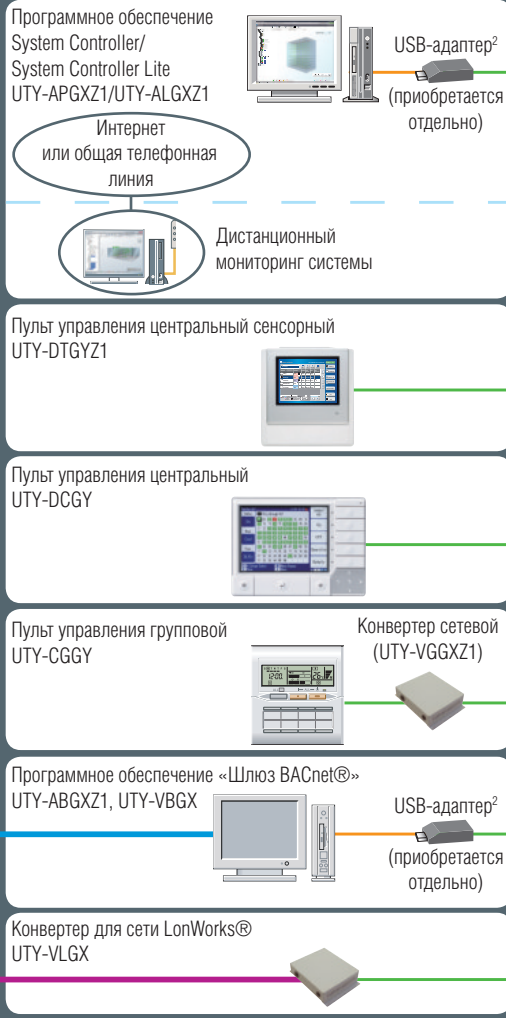 Программное обеспечение
System Controller/
System Controller Lite
UTY-APGXZ1/UTY-ALGXZ1
USB-адаптер²
(приобретается
отдельно)
Интернет
или общая телефонная
линия
Дистанционный
мониторинг системы
Пульт управления центральный сенсорный
UTY-DTGYZ1
Пульт управления центральный
UTY-DCGY
Пульт управления групповой
UTY-CGGY
Конвертер сетевой
(UTY-VGGXZ1)
Программное обеспечение «Шлюз BACnet®»
UTY-ABGXZ1, UTY-VBGX
USB-адаптер²
(приобретается
отдельно)
Конвертер для сети LonWorks®
UTY-VLGX